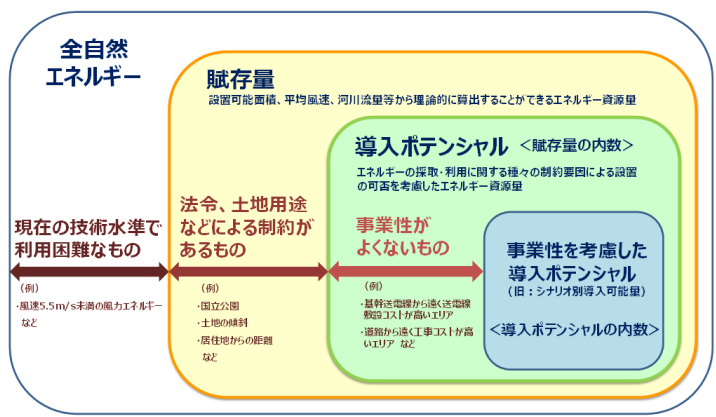 全自然
エネルギー
賦存量
設置可能面積、平均風速、河川流量等から理論的に算出することができるエネルギー資源量
導入ポテンシャル <賦存量の内数>
エネルギーの採取・利用に関する種々の制約要因による設置
の可否を考慮したエネルギー資源量
現在の技術水準で
利用困難なもの
(例)
・風速5.5m/s未満の風力エネルギー
など
法令、土地用途
などによる制約が
あるもの
(例)
・国立公園
・土地の傾斜
・居住地からの距離
など
事業性が
よくないもの
(例)
・基幹送電線から遠く送電線
敷設コストが高いエリア
・道路から遠く工事コストが高
いエリア など
事業性を考慮した
導入ポテンシャル
(旧:シナリオ別導入可能量)
<導入ポテンシャルの内数>